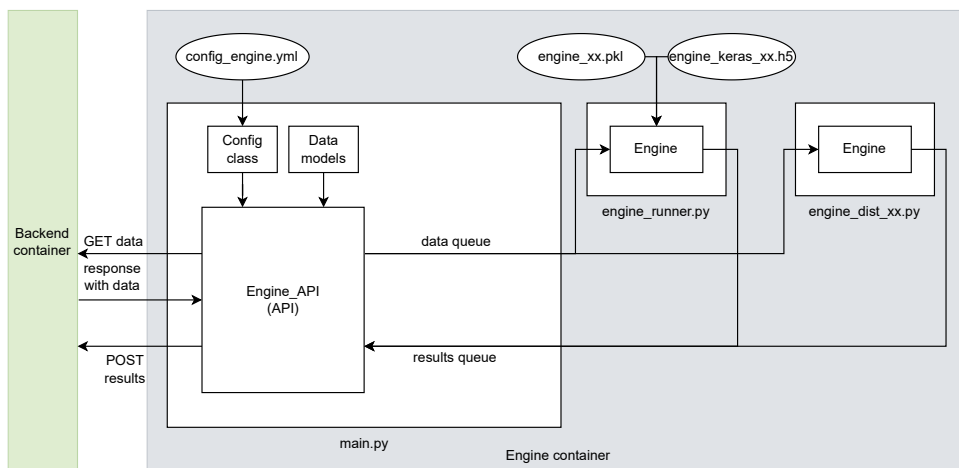 config_engine.yml
engine_xx.pkl
engine_keras_xx.h5
Config
class
Data
models
Engine
Engine
engine_runner.py
engine_dist_xx.py
Backend
container
GET data
data queue
response
with data
Engine_API
(API)
POST
results
results queue
main.py
Engine container